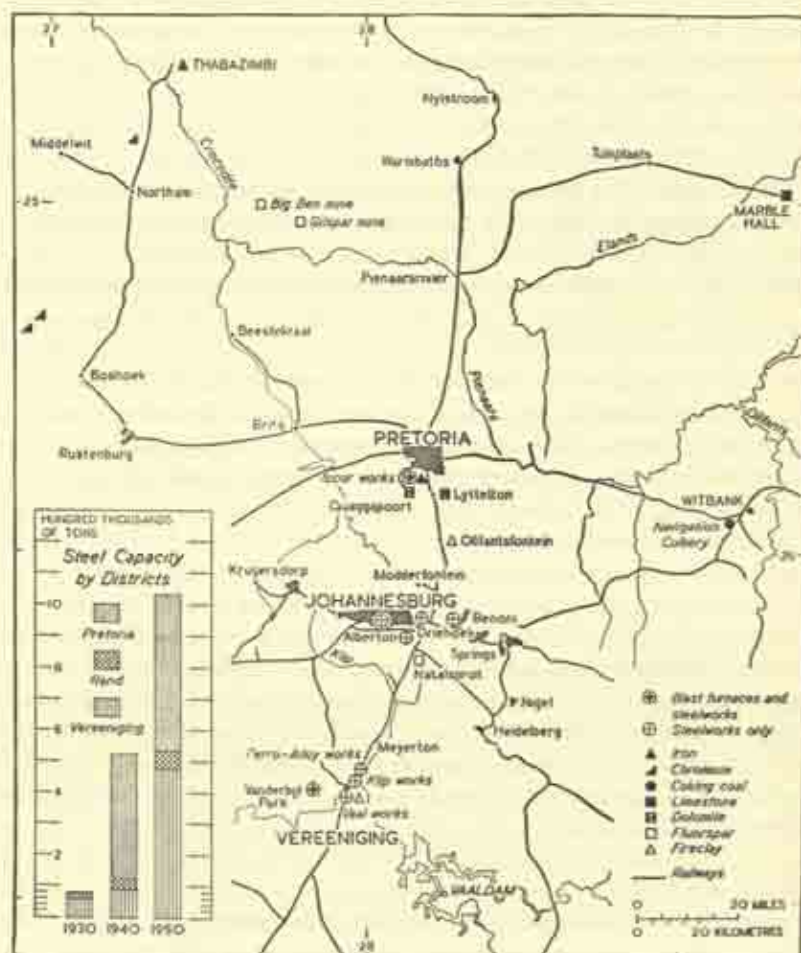 27
28
THABAZIMBI
Nylstroom
Middelwit
Crocodile
Warmbaths
Tuinplaats
Northam
25
Big Ben mine
MARBLE
HALL
Elands
Pienaarsrivier
Beestekraal
Boshoek
Pienaars
Brits
Olifants
PRETORIA
Rustenburg
Iscor works
Lyttelton
Quaggapoort
WITBANK
Navigation
Colliery
HUNDRED THOUSANDS
OF TONS
Olifantsfontein
26
Steel Capacity
by Districts
Modderfontein
Krugersdorp
JOHANNESBURG
Benoni
10
Pretoria
Alberton
Driehoek
Springs
8
Rand
Klip
Natalspruit
Blast furnaces and
steelworks
Nigel
Steelworks only
6
Vereeniging
Heidelberg
Iron
Meyerton
Chromium
Ferro-Alloy works
Coking coal
4
Vanderbijl
Park
Klip works
Limestone
Dolomite
Vaal works
Fluorspar
VEREENIGING
Fireclay
2
Railways
VAALDAM
0
20 MILES
1930
1940
1950
28
0
20 KILOMETRES